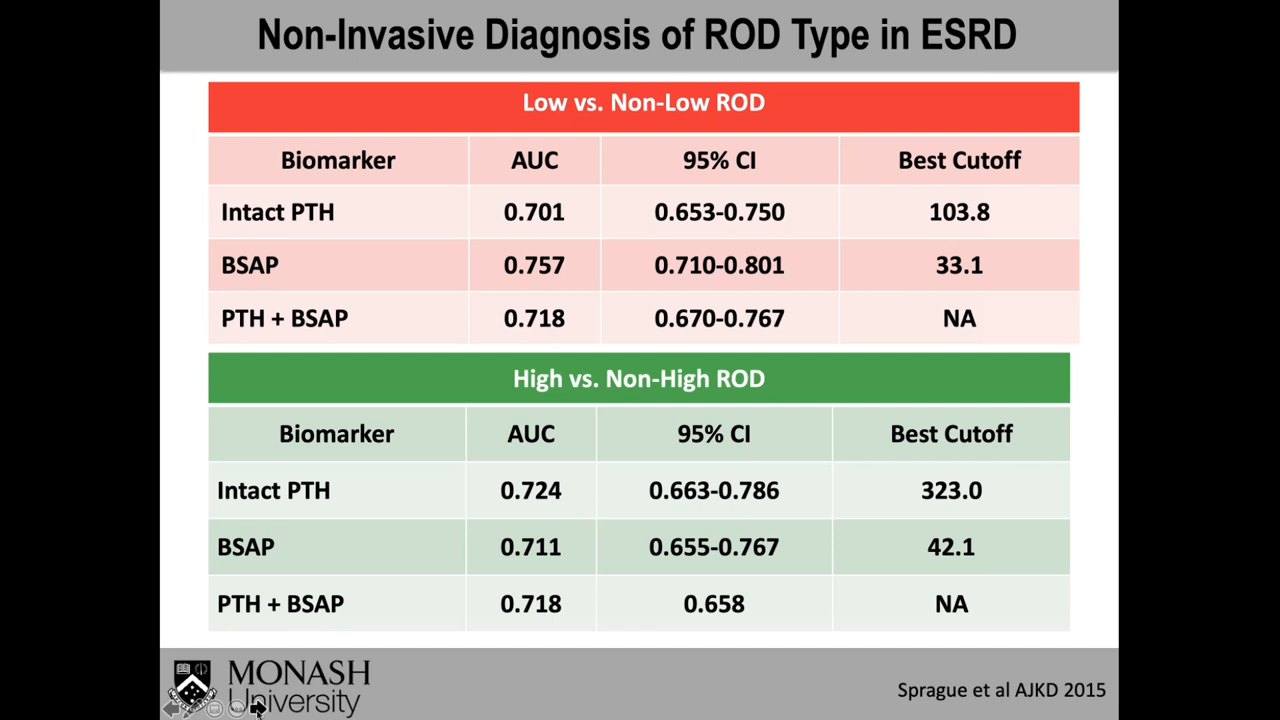 Non-Invasive Diagnosis of ROD Type in ESRD
Low vs. Non-Low ROD
Biomarker AUC 95% CI Best Cutoff
Intact PTH 0.701 0.653-0.750 103.8
BSAP 0.757 0.710-0.801 33.1
PTH + BSAP 0.718 0.670-0.767 NA
High vs. Non-High ROD
Biomarker AUC 95% CI Best Cutoff
Intact PTH 0.724 0.663-0.786 323.0
BSAP 0.711 0.655-0.767 42.1
PTH + BSAP 0.718 0.658 NA
MONASH
University
Sprague et al AJKD 2015